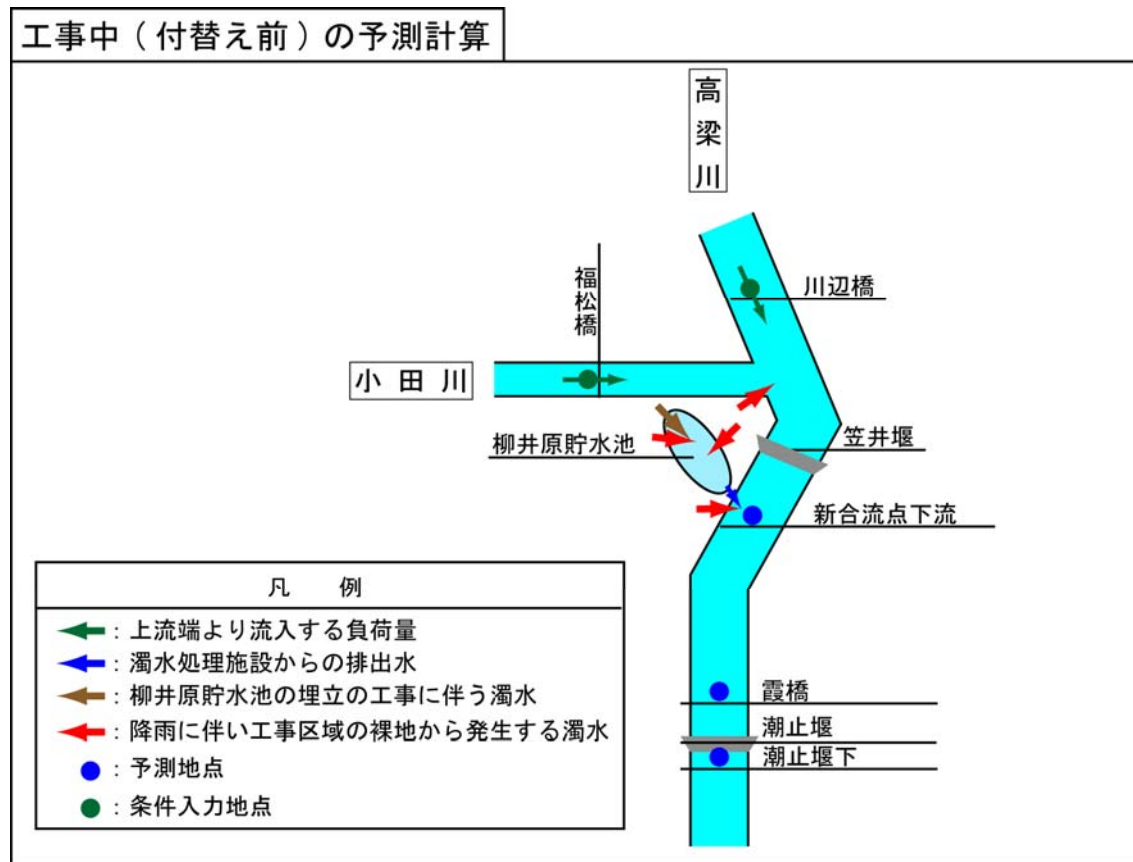 工事中（付替え前）の予測計算
高梁川
福松橋
川辺橋
小田川
柳井原貯水池
笠井堰
新合流点下流
霞橋
潮止堰
潮止堰下
凡　例
：上流端より流入する負荷量
：濁水処理施設からの排出水
：柳井原貯水池の埋立の工事に伴う濁水
：降雨に伴い工事区域の裸地から発生する濁水
：予測地点
：条件入力地点